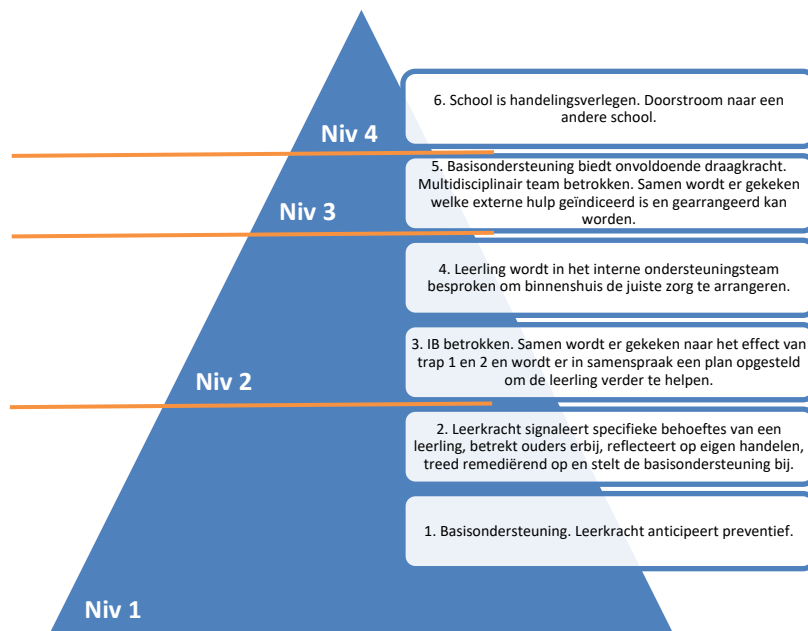 6. School is handelingsverlegen. Doorstroom naar een
andere school.
Niv 4
5. Basisondersteuning biedt onvoldoende draagkracht.
Multidisciplinair team betrokken. Samen wordt er gekeken
welke externe hulp geïndiceerd is en gearrangeerd kan
worden.
Niv 3
4. Leerling wordt in het interne ondersteuningsteam
besproken om binnenshuis de juiste zorg te arrangeren.
3. IB betrokken. Samen wordt er gekeken naar het effect van
trap 1 en 2 en wordt er in samenspraak een plan opgesteld
om de leerling verder te helpen.
Niv 2
2. Leerkracht signaleert specifieke behoeftes van een
leerling, betrekt ouders erbij, reflecteert op eigen handelen,
treed remediërend op en stelt de basisondersteuning bij.
1. Basisondersteuning. Leerkracht anticipeert preventief.
Niv 1